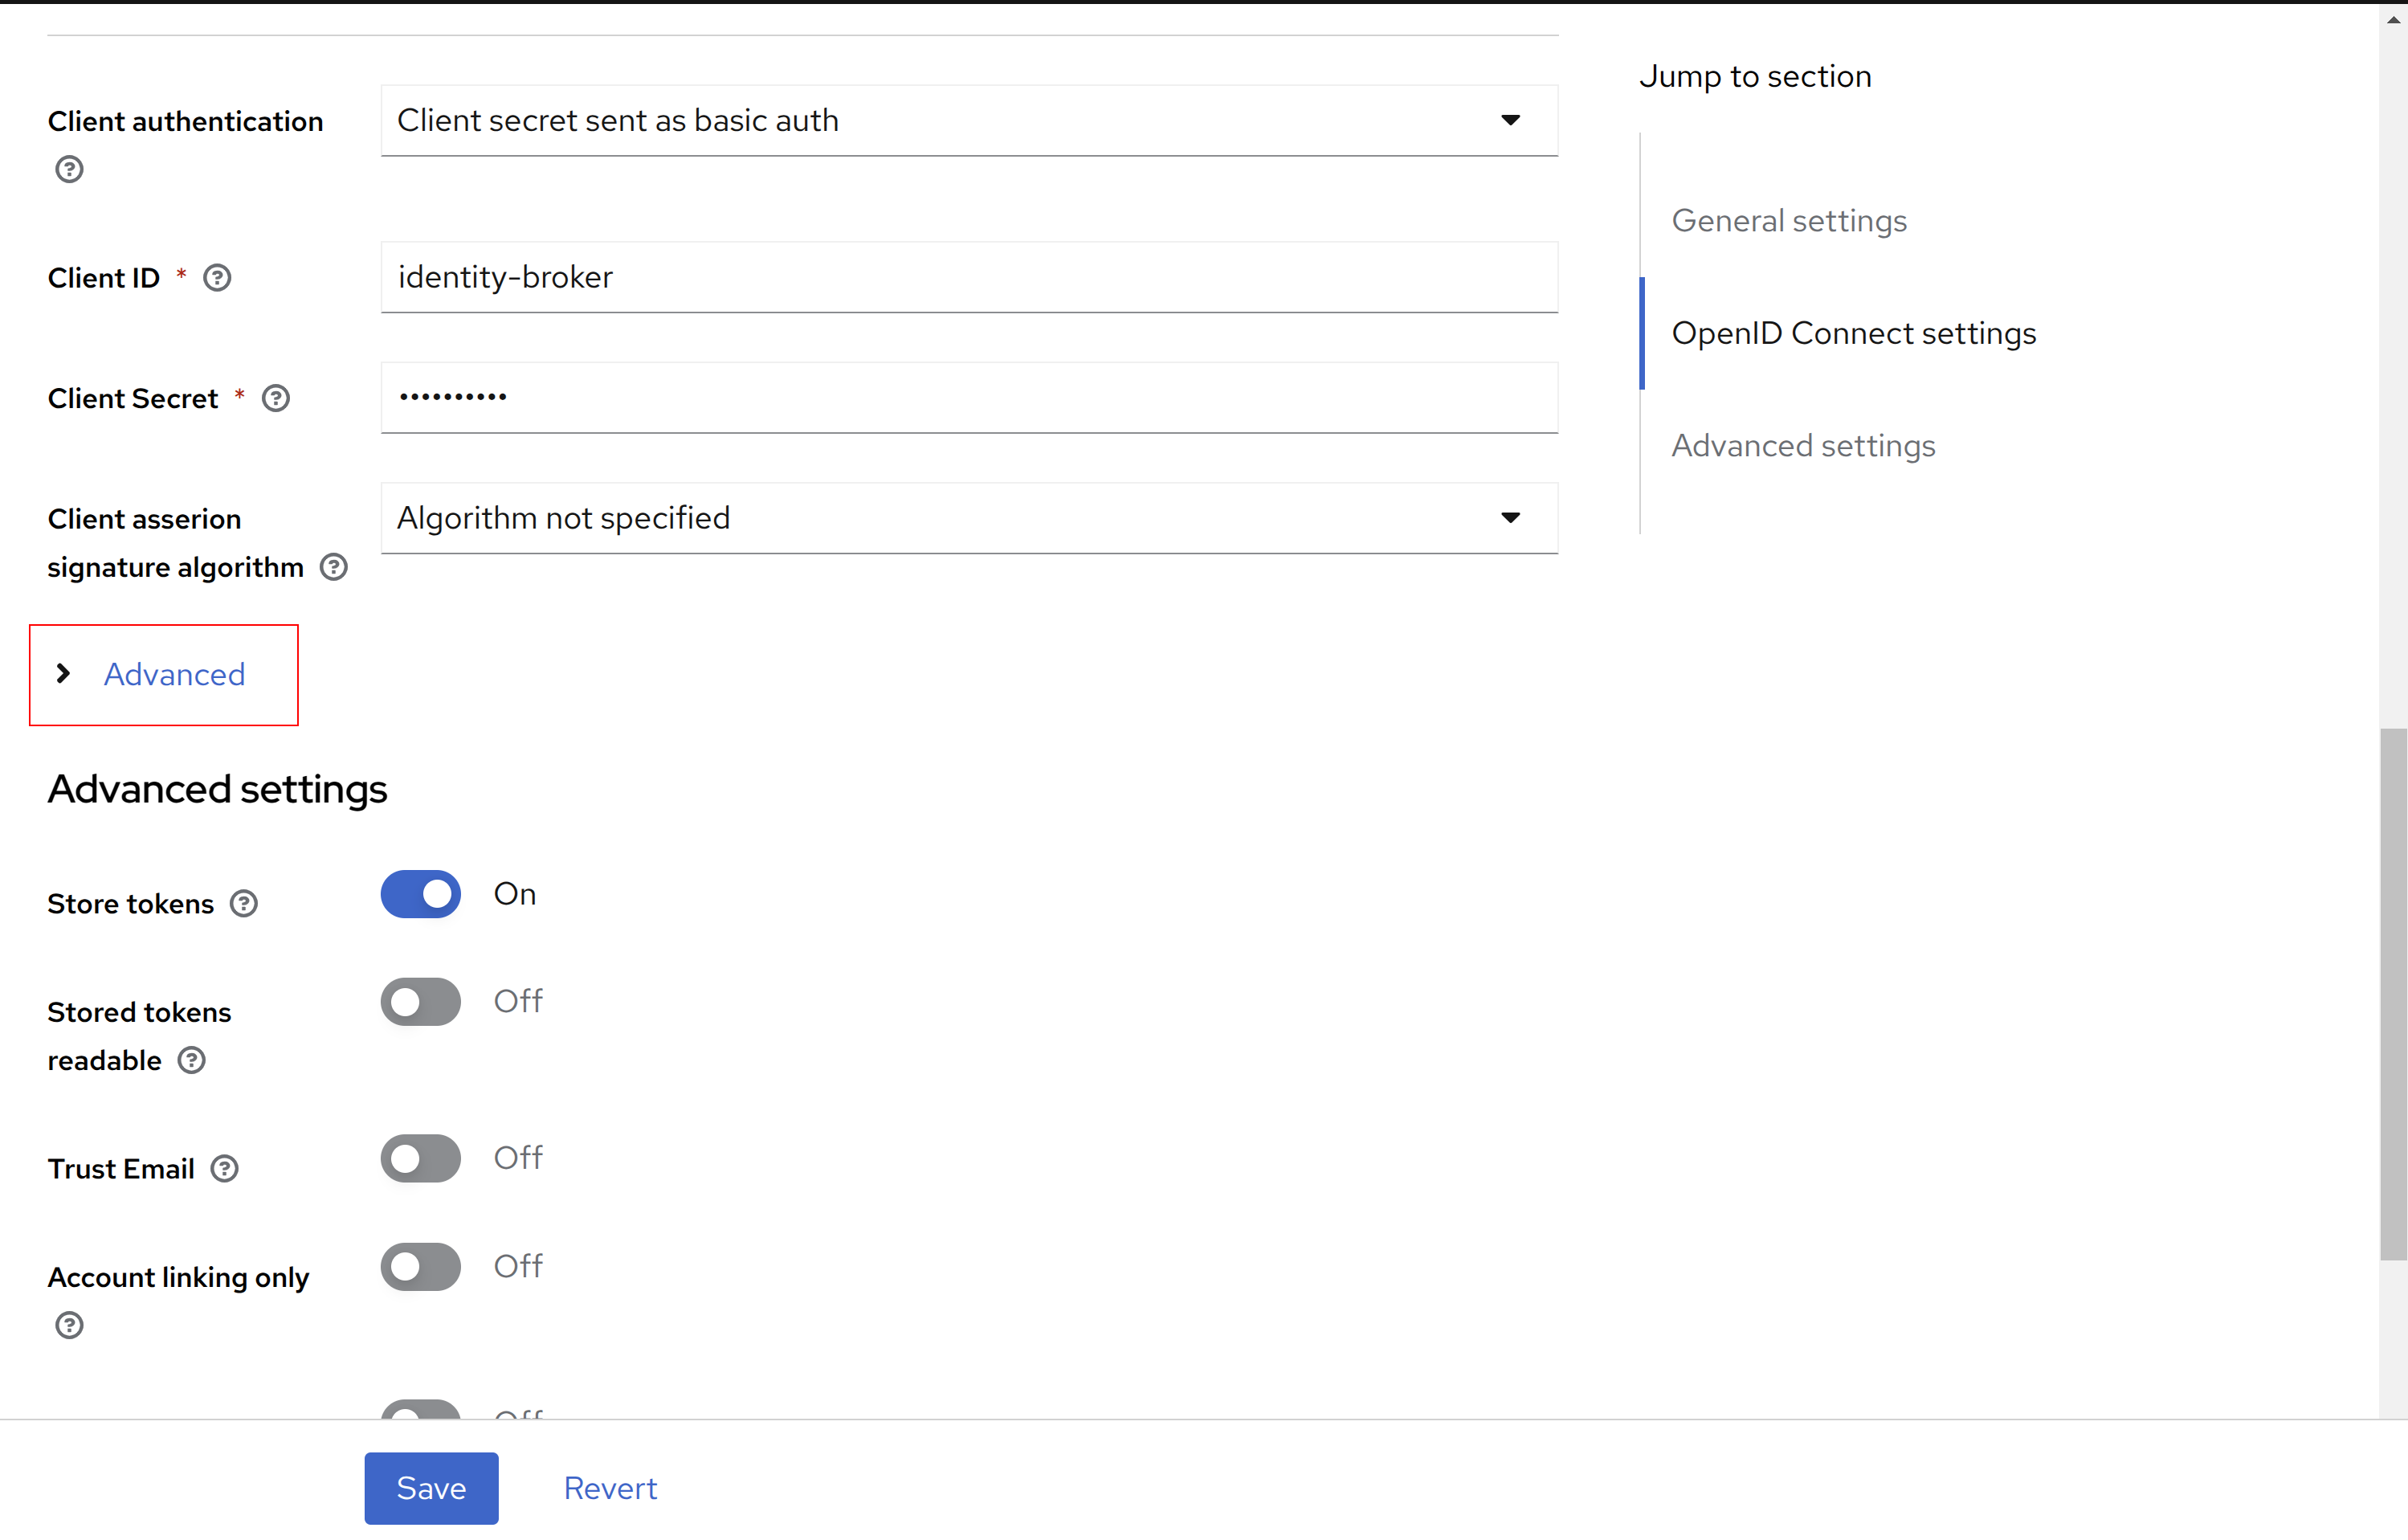 Client authentication
Client secret sent as basic auth
Client ID *
identity-broker
Client Secret *
••••••••••
Client asserion
signature algorithm
Algorithm not specified
Advanced
Advanced settings
Store tokens
On
Stored tokens
readable
Off
Trust Email
Off
Account linking only
Off
Off
Save
Revert
Jump to section
General settings
OpenID Connect settings
Advanced settings